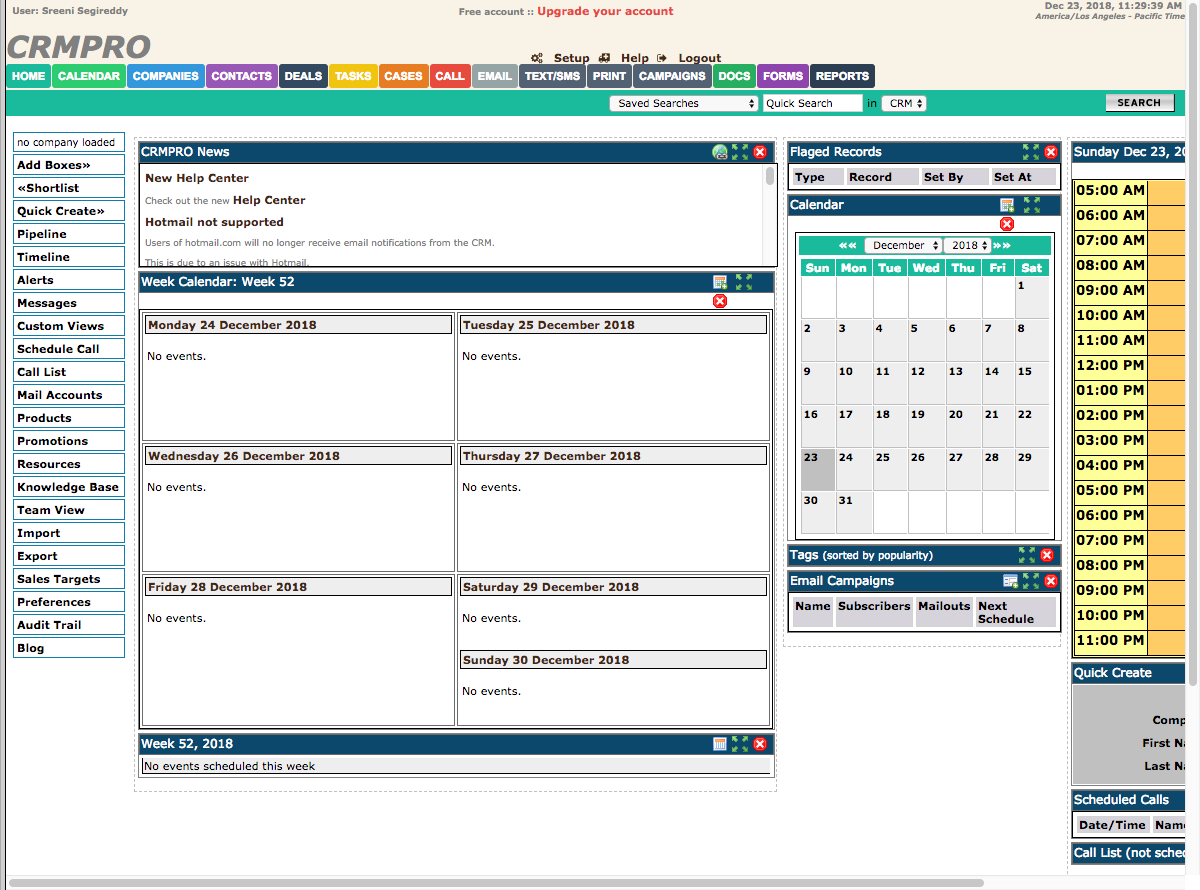 User: Sreeni Segireddy
Free account :: Upgrade your account
Dec 23, 2018, 11:29:39 AM
America/Los Angeles - Pacific Time
CRMPRO
Setup Help Logout
HOME CALENDAR COMPANIES CONTACTS DEALS TASKS CASES CALL EMAIL TEXT/SMS PRINT CAMPAIGNS DOCS FORMS REPORTS
Saved Searches Quick Search in CRM SEARCH
no company loaded
Add Boxes»
«Shortlist
Quick Create»
Pipeline
Timeline
Alerts
Messages
Custom Views
Schedule Call
Call List
Mail Accounts
Products
Promotions
Resources
Knowledge Base
Team View
Import
Export
Sales Targets
Preferences
Audit Trail
Blog
CRMPRO News
New Help Center
Check out the new Help Center
Hotmail not supported
Users of hotmail.com will no longer receive email notifications from the CRM.
This is due to an issue with Hotmail.
Week Calendar: Week 52
Monday 24 December 2018
No events.
Tuesday 25 December 2018
No events.
Wednesday 26 December 2018
No events.
Thursday 27 December 2018
No events.
Friday 28 December 2018
No events.
Saturday 29 December 2018
No events.
Sunday 30 December 2018
No events.
Week 52, 2018
No events scheduled this week
Flaged Records
Type Record Set By Set At
Calendar
«« December 2018 »»
Sun Mon Tue Wed Thu Fri Sat
1
2 3 4 5 6 7 8
9 10 11 12 13 14 15
16 17 18 19 20 21 22
23 24 25 26 27 28 29
30 31
Tags (sorted by popularity)
Email Campaigns
Name Subscribers Mailouts Next Schedule
Sunday Dec 23, 20
05:00 AM
06:00 AM
07:00 AM
08:00 AM
09:00 AM
10:00 AM
11:00 AM
12:00 PM
01:00 PM
02:00 PM
03:00 PM
04:00 PM
05:00 PM
06:00 PM
07:00 PM
08:00 PM
09:00 PM
10:00 PM
11:00 PM
Quick Create
Comp
First Na
Last Na
Scheduled Calls
Date/Time Name
Call List (not sched